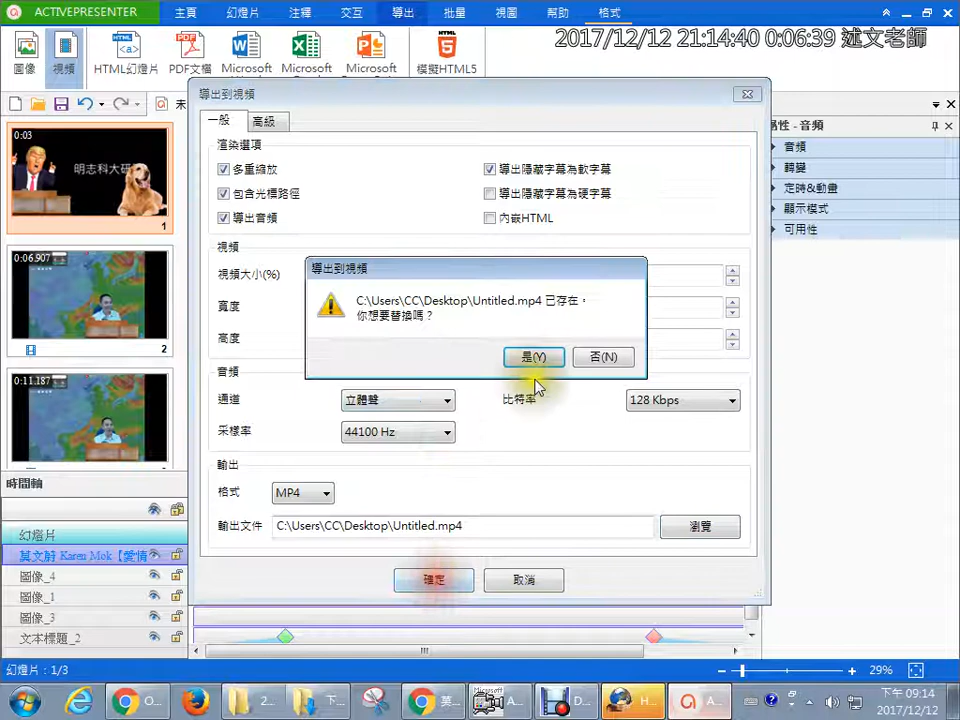 ACTIVEPRESENTER
主頁 幻燈片 注釋 交互 導出 批量 視圖 幫助 格式
2017/12/12 21:14:40 0:06:39 述文老師
圖像 視頻 HTML幻燈片 PDF文檔 Microsoft Microsoft Microsoft 模擬HTML5
未
導出到視頻
一般 高級
渲染選項
多重縮放 導出隱藏字幕為軟字幕
包含光標路徑 導出隱藏字幕為硬字幕
導出音頻 內嵌HTML
視頻
視頻大小(%)
寬度
高度
導出到視頻
C:\Users\CC\Desktop\Untitled.mp4 已存在。
你想要替換嗎？
是(Y) 否(N)
音頻
通道 立體聲 比特率 128 Kbps
采樣率 44100 Hz
輸出
格式 MP4
輸出文件 C:\Users\CC\Desktop\Untitled.mp4 瀏覽
確定 取消
屬性 - 音頻
音頻
轉變
定時&動畫
顯示模式
可用性
0:03
明志科大
1
0:06.907
2
0:11.187
時間軸
幻燈片
莫文蔚 Karen Mok【愛情
圖像_4
圖像_1
圖像_3
文本標題_2
幻燈片：1/3
29%
O... 2... 下... 莫... A... D... H... A...
下午 09:14
2017/12/12